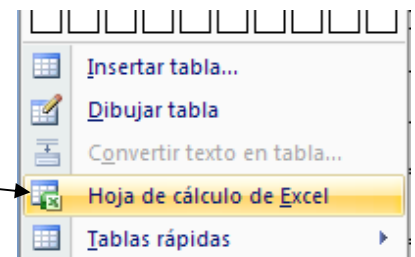 Insertar tabla...
Dibujar tabla
Convertir texto en tabla...
Hoja de cálculo de Excel
Tablas rápidas